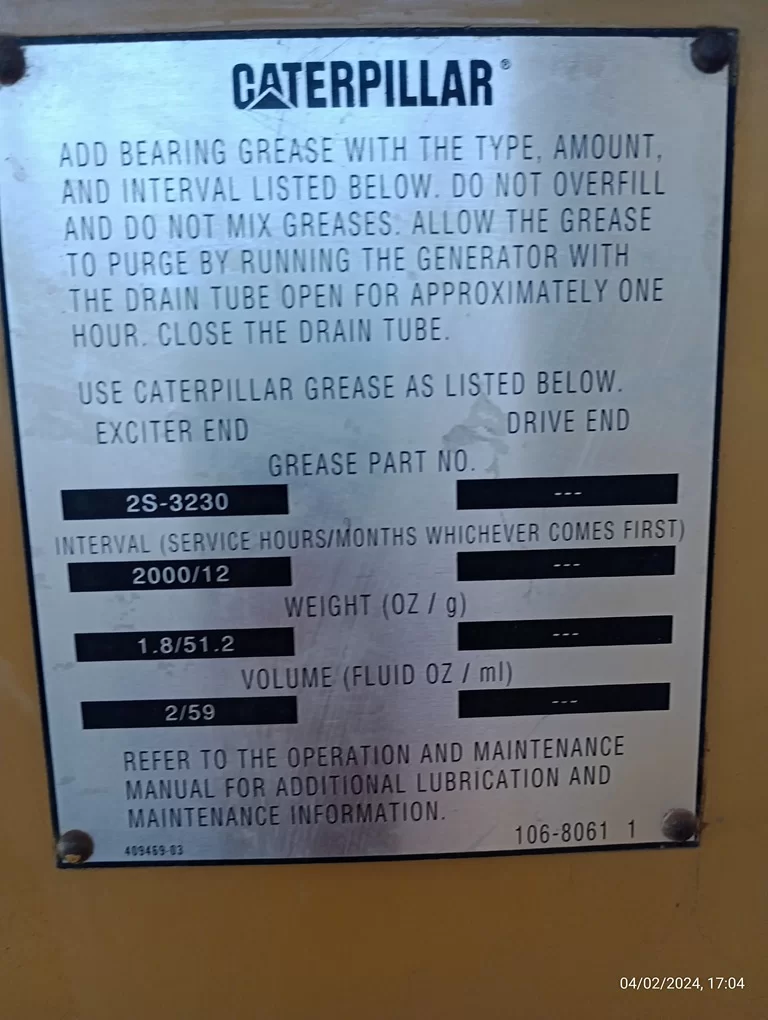 CATERPILLAR®
ADD BEARING GREASE WITH THE TYPE, AMOUNT,
AND INTERVAL LISTED BELOW. DO NOT OVERFILL
AND DO NOT MIX GREASES. ALLOW THE GREASE
TO PURGE BY RUNNING THE GENERATOR WITH
THE DRAIN TUBE OPEN FOR APPROXIMATELY ONE
HOUR. CLOSE THE DRAIN TUBE.
USE CATERPILLAR GREASE AS LISTED BELOW.
EXCITER END DRIVE END
GREASE PART NO.
2S-3230 ---
INTERVAL (SERVICE HOURS/MONTHS WHICHEVER COMES FIRST)
2000/12 ---
WEIGHT (OZ / g)
1.8/51.2 ---
VOLUME (FLUID OZ / ml)
2/59 ---
REFER TO THE OPERATION AND MAINTENANCE
MANUAL FOR ADDITIONAL LUBRICATION AND
MAINTENANCE INFORMATION.
409469-03 106-8061 1
04/02/2024, 17:04